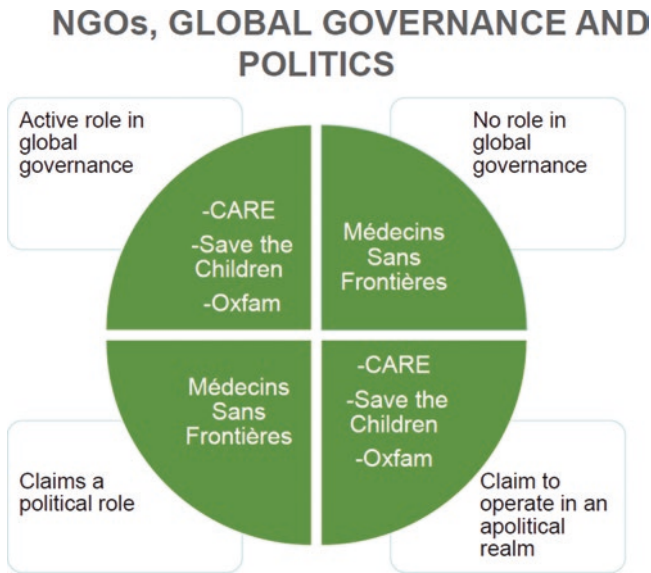 NGOs, GLOBAL GOVERNANCE AND
POLITICS
Active role in
global
governance
-CARE
-Save the
Children
-Oxfam
No role in
global
governance
Médecins
Sans
Frontières
Claims a
political role
Médecins
Sans
Frontières
-CARE
-Save the
Children
-Oxfam
Claim to
operate in an
apolitical
realm